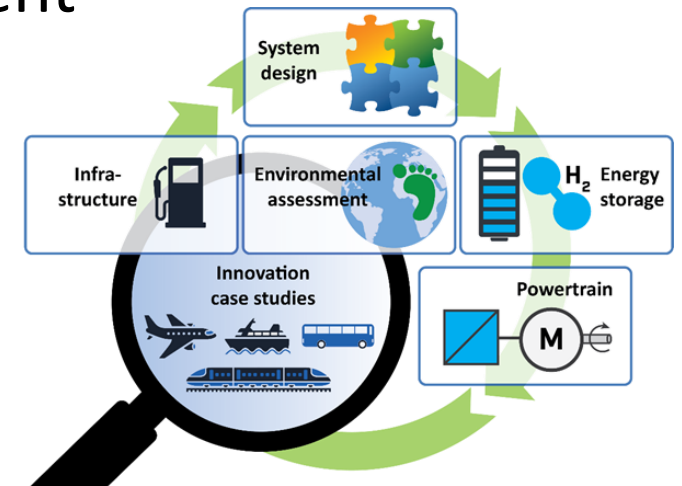 System
design
Infra-
structure
Environmental
assessment
H2
Energy
storage
Innovation
case studies
Powertrain
M